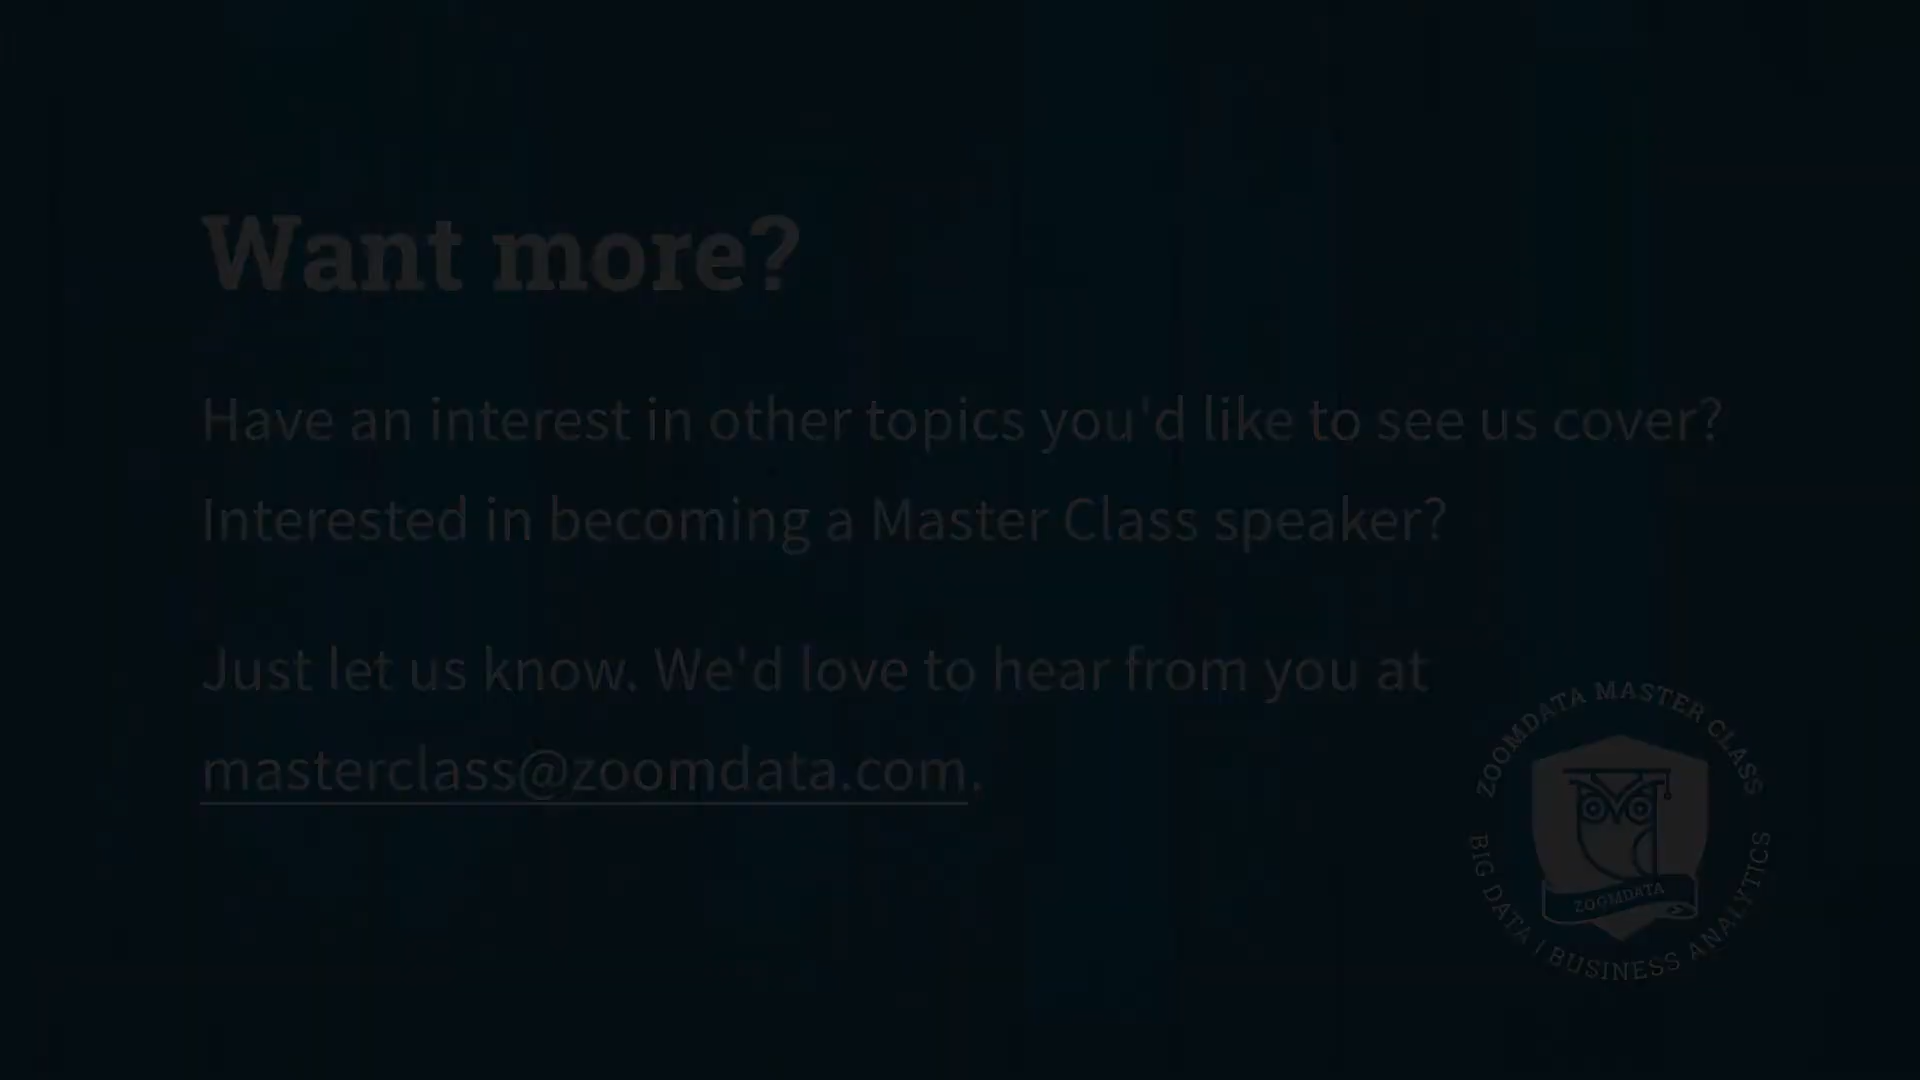 Want more?
Have an interest in other topics you'd like to see us cover?
Interested in becoming a Master Class speaker?
Just let us know. We'd love to hear from you at
masterclass@zoomdata.com.
ZOOMDATA MASTER CLASS
ZOOMDATA
BIG DATA | BUSINESS ANALYTICS